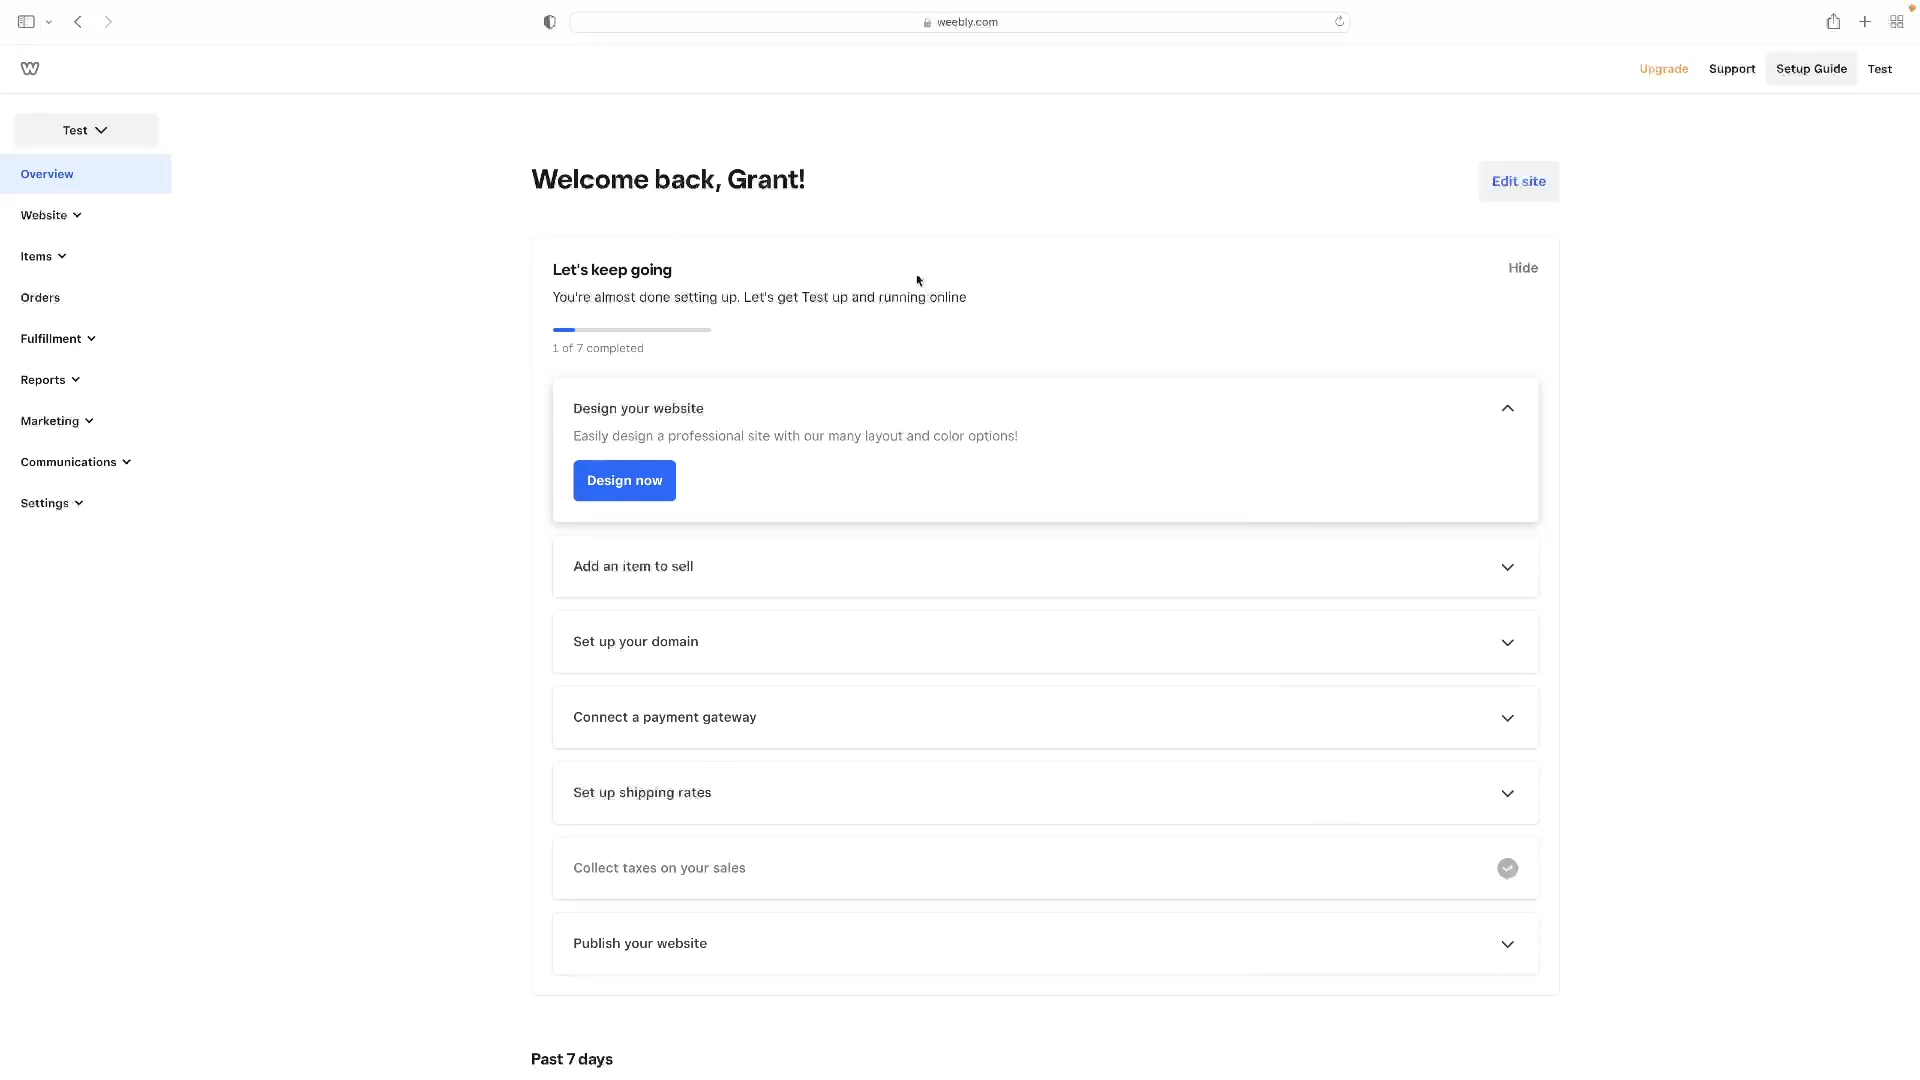 weebly.com
Upgrade
Support
Setup Guide
Test
Test
Overview
Website
Items
Orders
Fulfillment
Reports
Marketing
Communications
Settings
Welcome back, Grant!
Edit site
Let's keep going
Hide
You're almost done setting up. Let's get Test up and running online
1 of 7 completed
Design your website
Easily design a professional site with our many layout and color options!
Design now
Add an item to sell
Set up your domain
Connect a payment gateway
Set up shipping rates
Collect taxes on your sales
Publish your website
Past 7 days